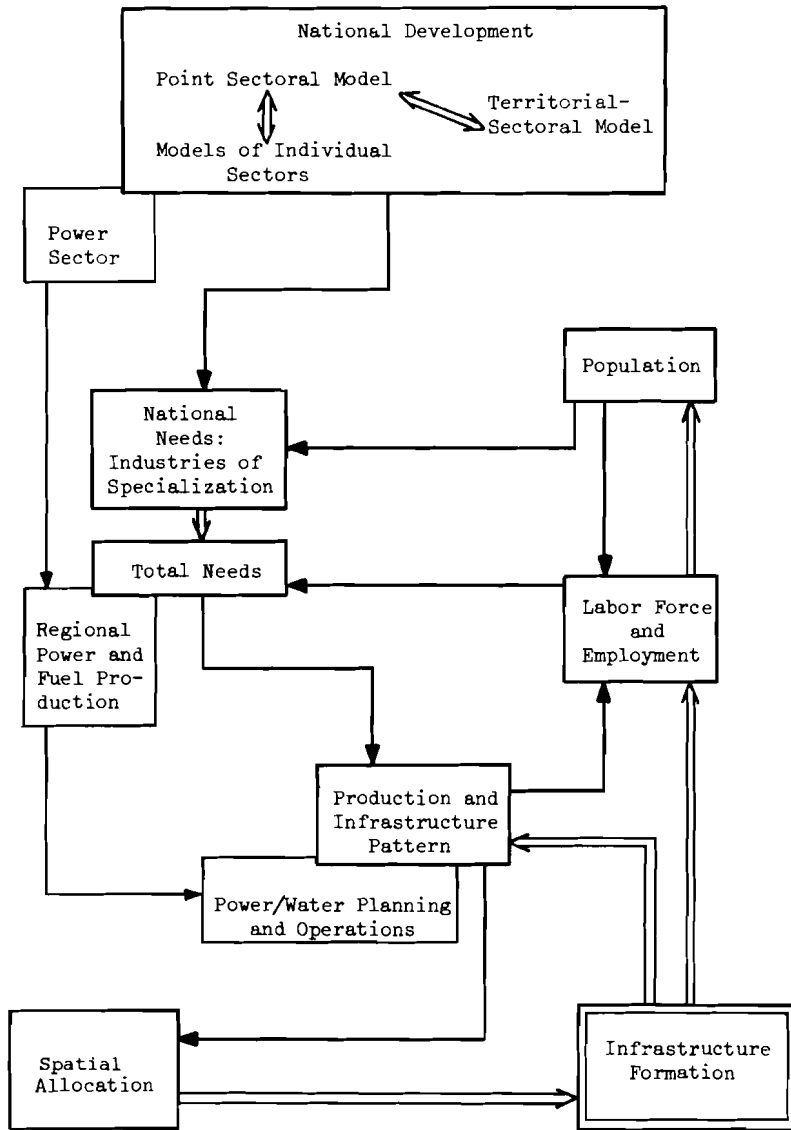 National Development
Point Sectoral Model
Territorial-
Sectoral Model
Models of Individual
Sectors
Power
Sector
Population
National
Needs:
Industries of
Specialization
Total Needs
Labor Force
and
Employment
Regional
Power and
Fuel Pro-
duction
Production and
Infrastructure
Pattern
Power/Water Planning
and Operations
Spatial
Allocation
Infrastructure
Formation